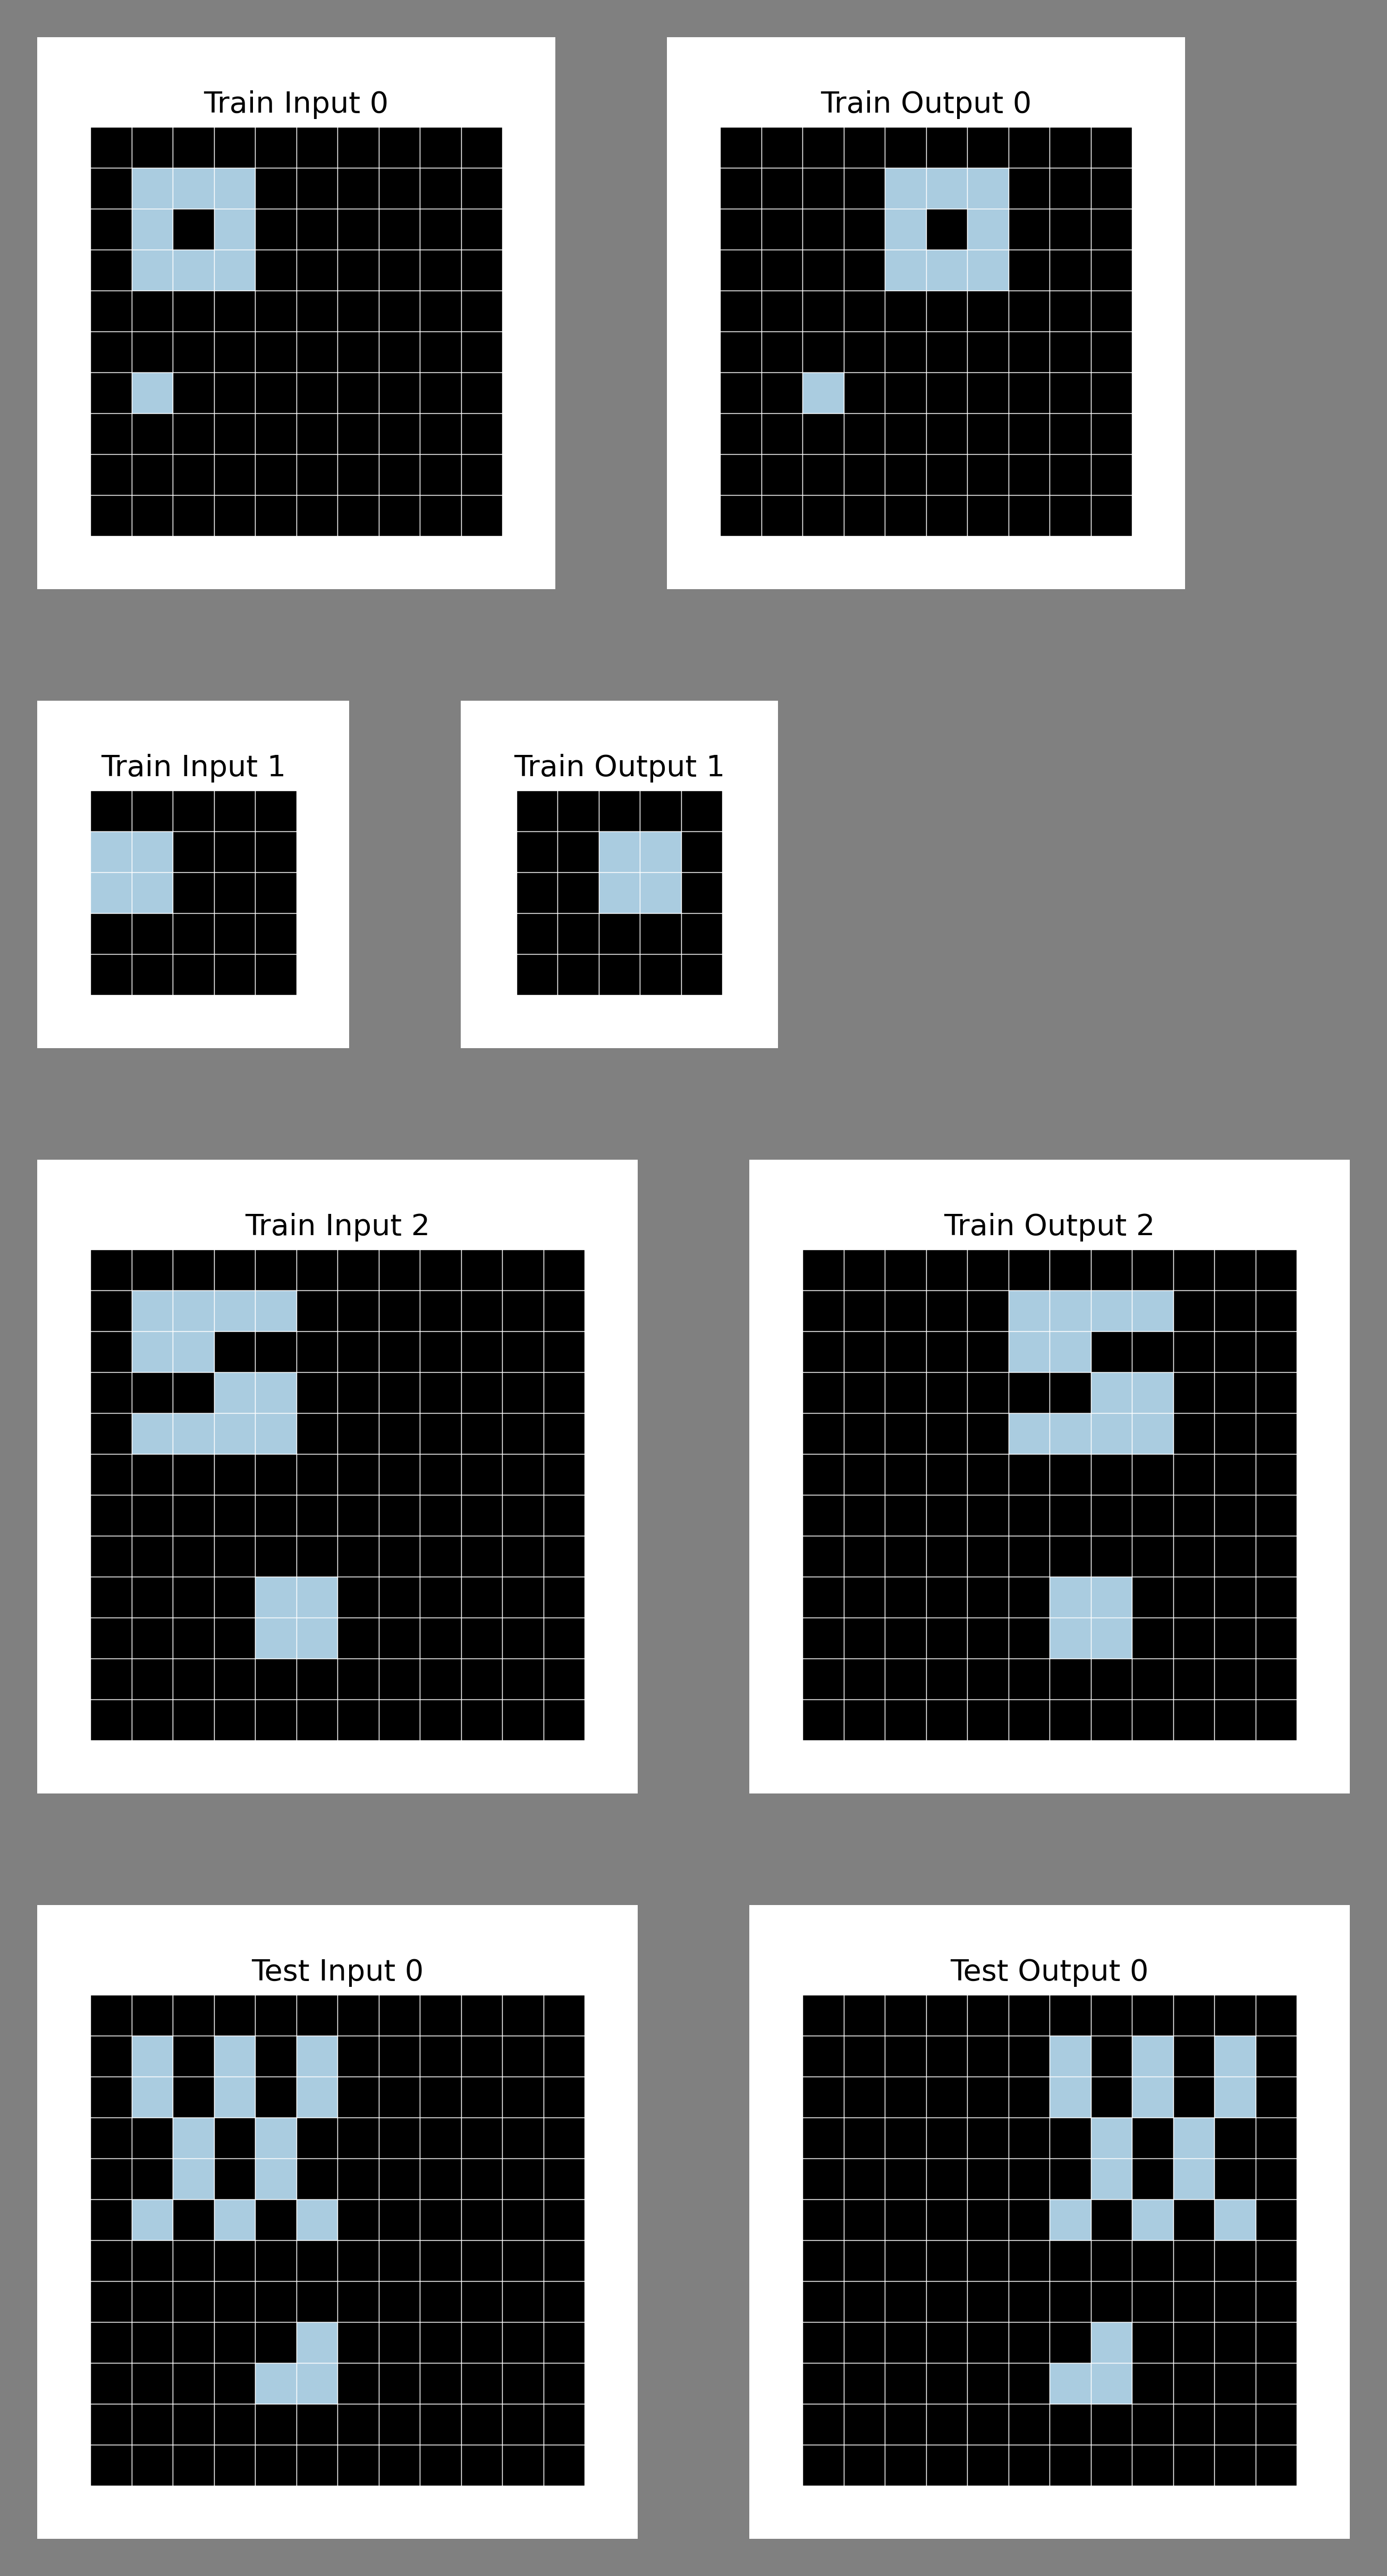 Train Input 0
Train Output 0
Train Input 1
Train Output 1
Train Input 2
Train Output 2
Test Input 0
Test Output 0